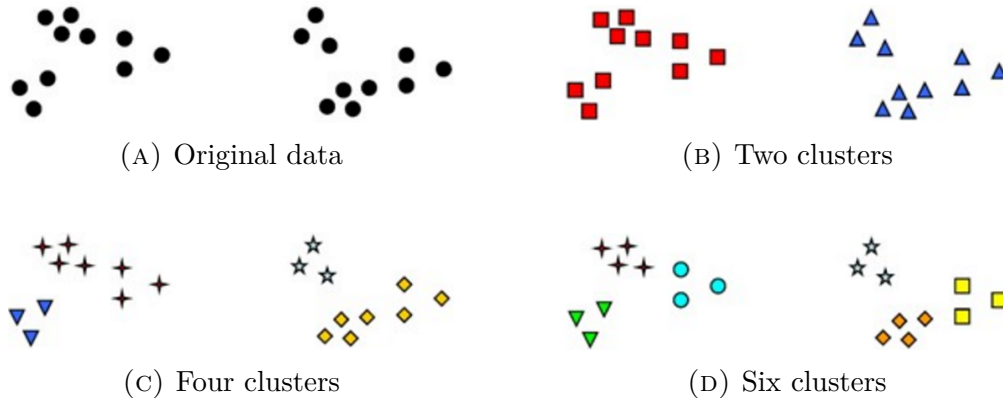 (A) Original data
(B) Two clusters
(C) Four clusters
(D) Six clusters